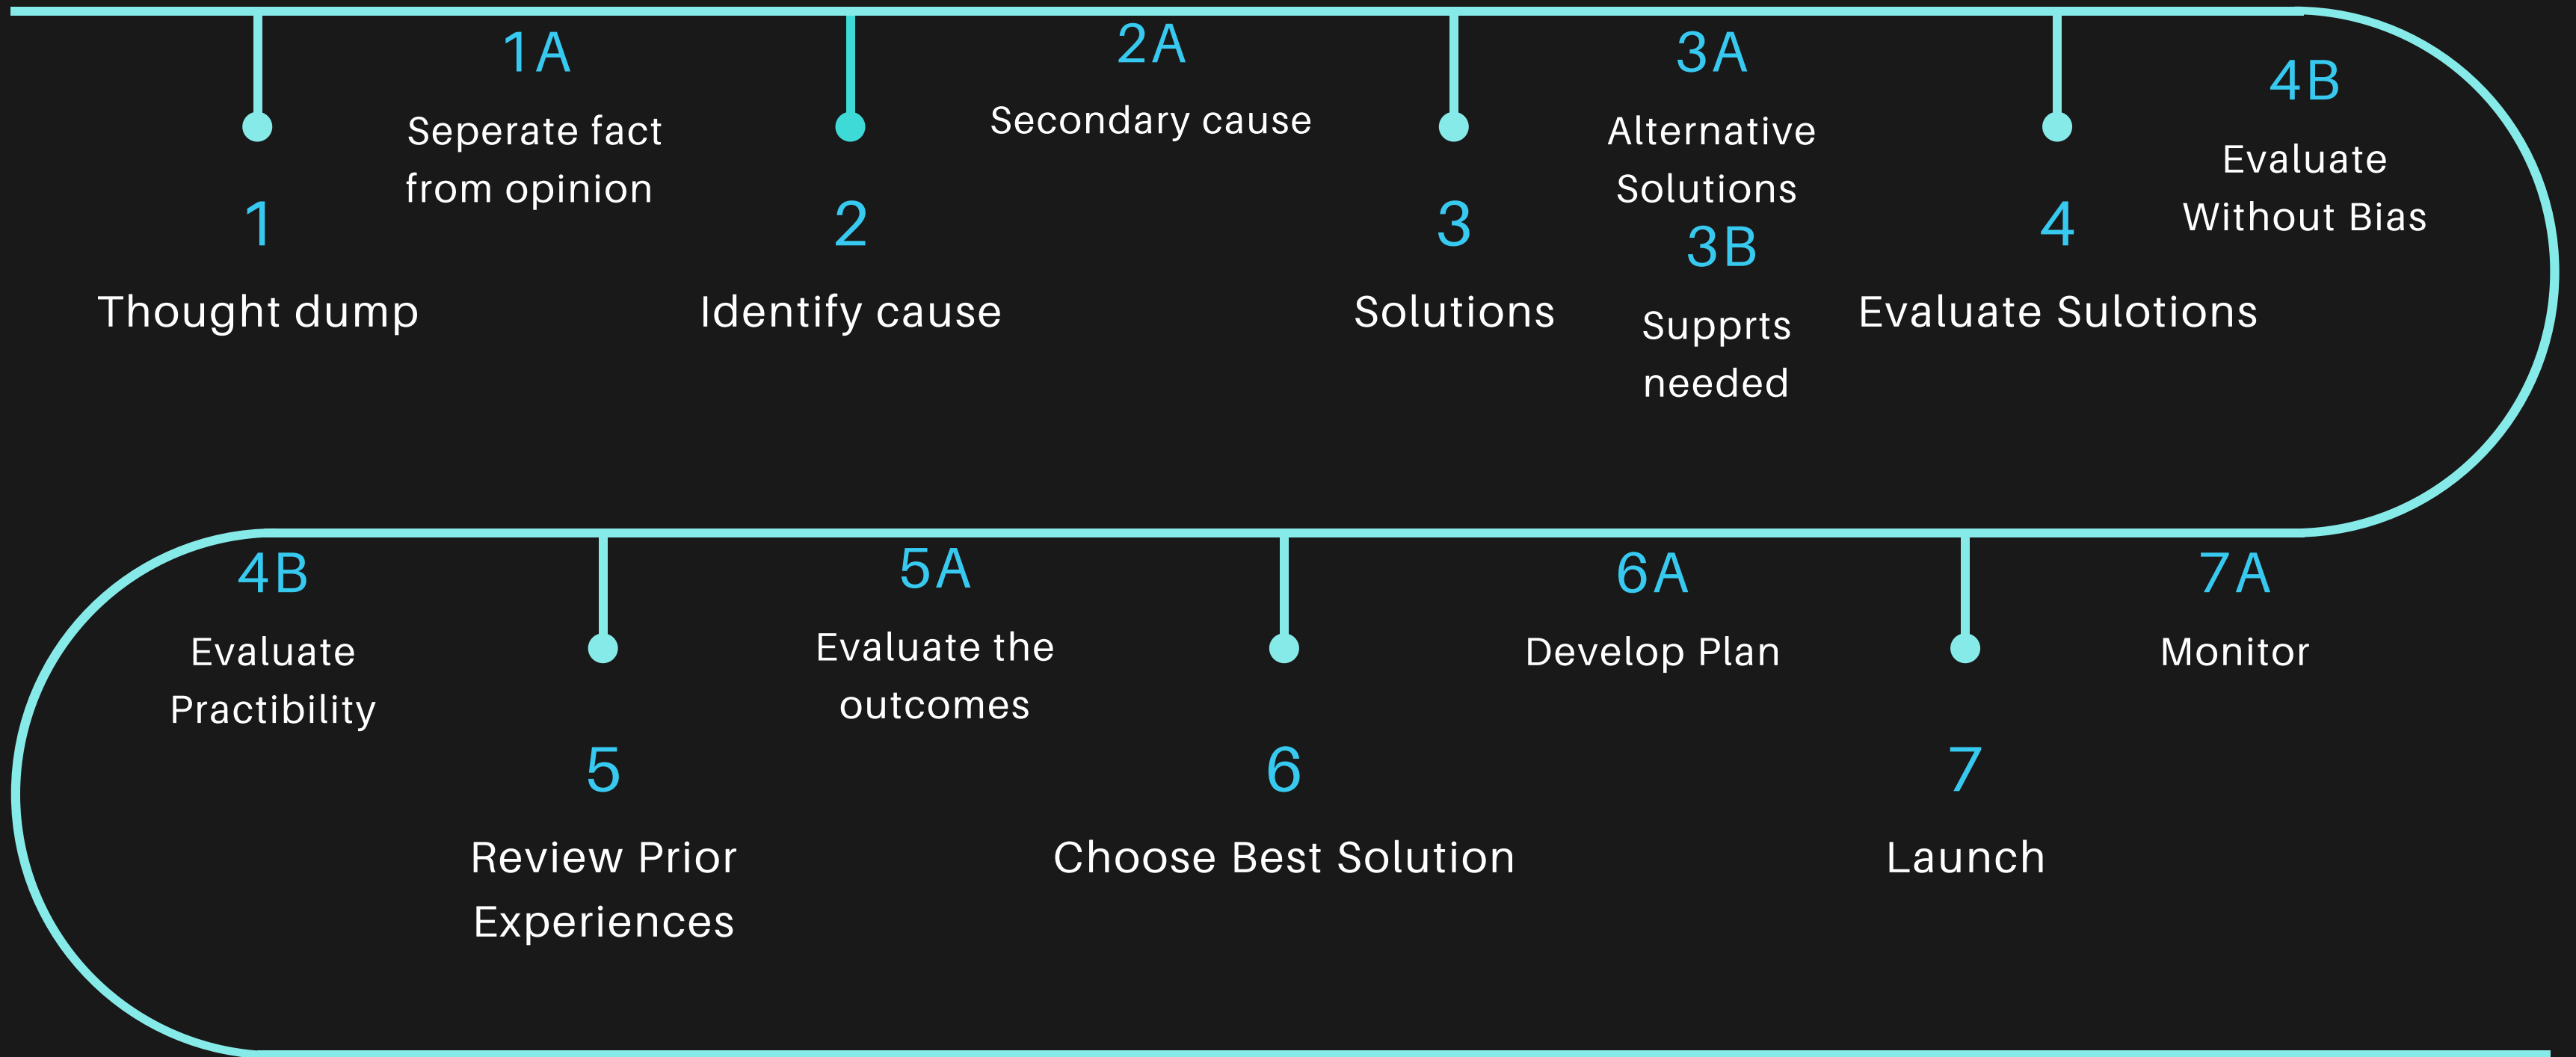 1
Thought dump
1A
Seperate fact
from opinion
2
Identify cause
2A
Secondary cause
3
Solutions
3A
Alternative
Solutions
3B
Supprts
needed
4
Evaluate Sulotions
4B
Evaluate
Without Bias
4B
Evaluate
Practibility
5
Review Prior
Experiences
5A
Evaluate the
outcomes
6
Choose Best Solution
6A
Develop Plan
7
Launch
7A
Monitor